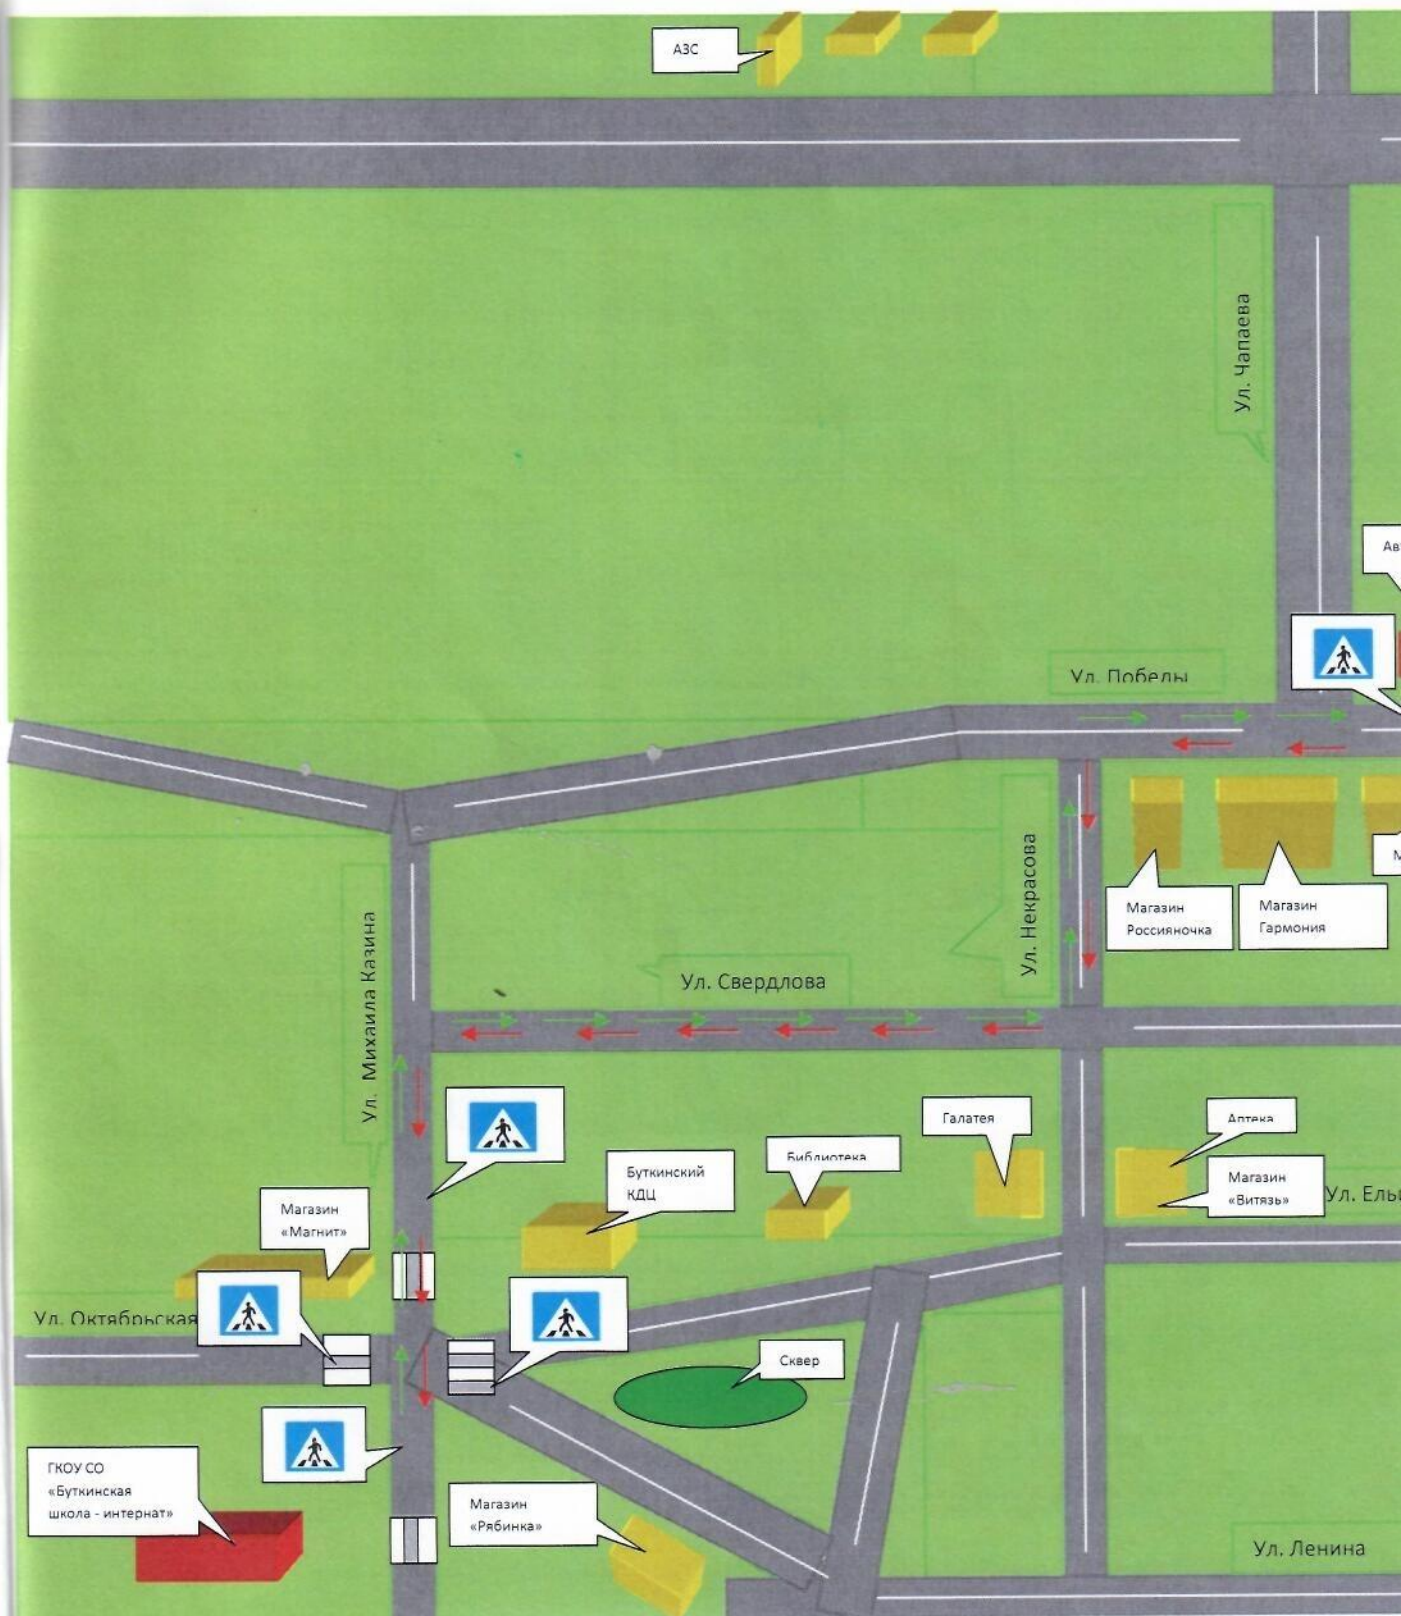 АЗС
Ул. Чапаева
Ул. Победы
Ул. Некрасова
Магазин
Россияночка
Магазин
Гармония
Ул. Михаила Казина
Ул. Свердлова
Галатея
Аптека
Библиотека
Буткинский
КДЦ
Магазин
«Витязь»
Магазин
«Магнит»
Ул. Октябрьская
Сквер
ГКОУ СО
«Буткинская
школа - интернат»
Магазин
«Рябинка»
Ул. Ленина